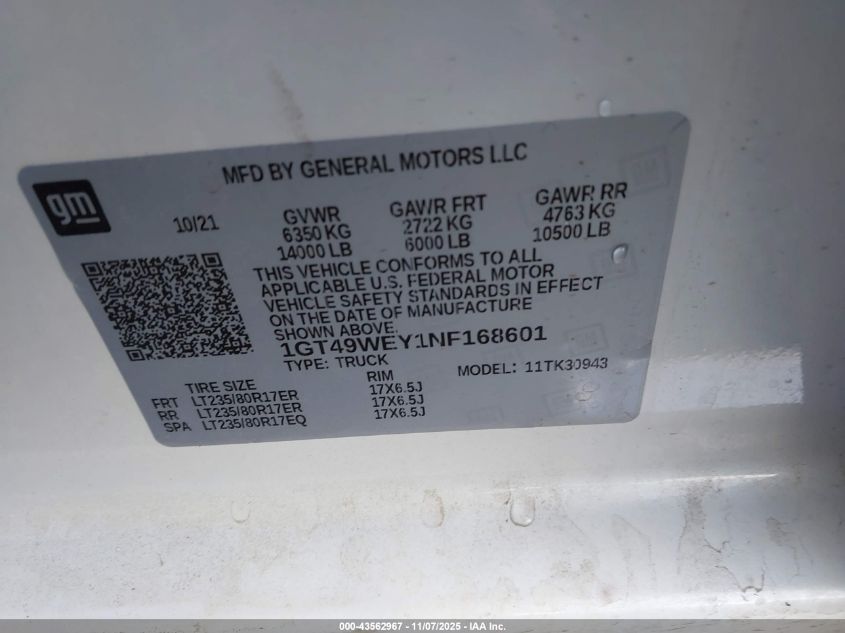 MFD BY GENERAL MOTORS LLC
gm
10/21
GVWR
6350 KG
14000 LB
GAWR FRT
2722 KG
6000 LB
GAWR RR
4763 KG
10500 LB
THIS VEHICLE CONFORMS TO ALL
APPLICABLE U.S. FEDERAL MOTOR
VEHICLE SAFETY STANDARDS IN EFFECT
ON THE DATE OF MANUFACTURE
SHOWN ABOVE.
1GT49WEY1NF168601
TYPE: TRUCK
MODEL: 11TK30943
TIRE SIZE RIM
FRT LT235/80R17ER 17X6.5J
RR LT235/80R17ER 17X6.5J
SPA LT235/80R17EQ 17X6.5J
000-43562967 - 11/07/2025 - IAA Inc.